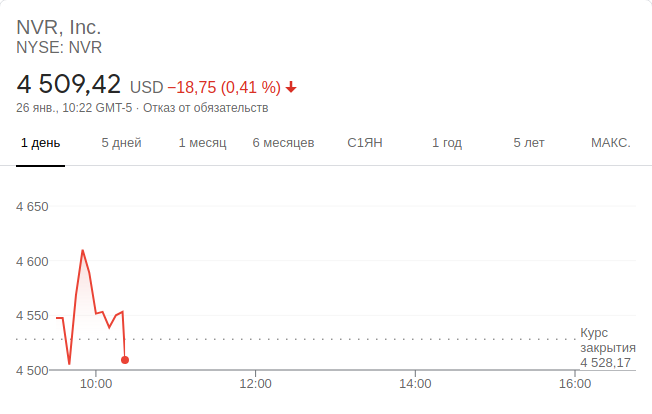 NVR, Inc.
NYSE: NVR
4 509,42 USD −18,75 (0,41 %)
26 янв., 10:22 GMT-5 · Отказ от обязательств
1 день 5 дней 1 месяц 6 месяцев С1ЯН 1 год 5 лет МАКС.
4 650
4 600
4 550
Курс
закрытия
4 528,17
4 500
10:00 12:00 14:00 16:00